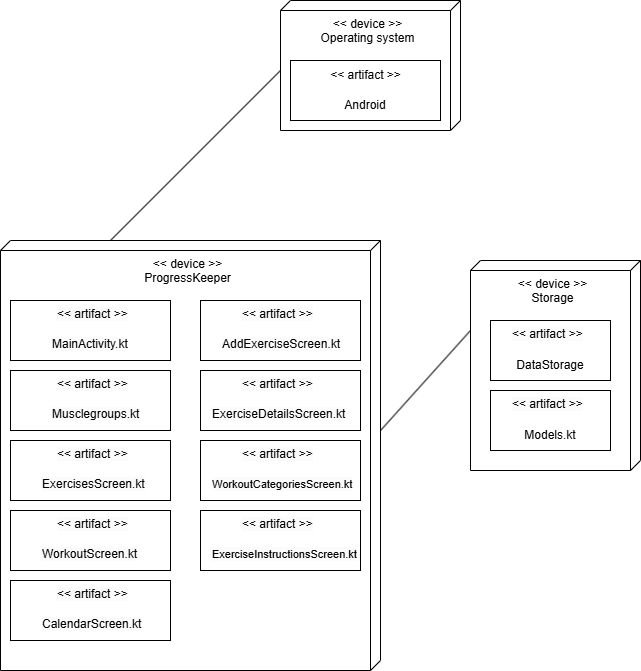 << device >>
Operating system
<< artifact >>
Android
<< device >>
ProgressKeeper
<< artifact >>
MainActivity.kt
<< artifact >>
AddExerciseScreen.kt
<< artifact >>
Musclegroups.kt
<< artifact >>
ExerciseDetailsScreen.kt
<< artifact >>
ExercisesScreen.kt
<< artifact >>
WorkoutCategoriesScreen.kt
<< artifact >>
WorkoutScreen.kt
<< artifact >>
ExerciseInstructionsScreen.kt
<< artifact >>
CalendarScreen.kt
<< device >>
Storage
<< artifact >>
DataStorage
<< artifact >>
Models.kt